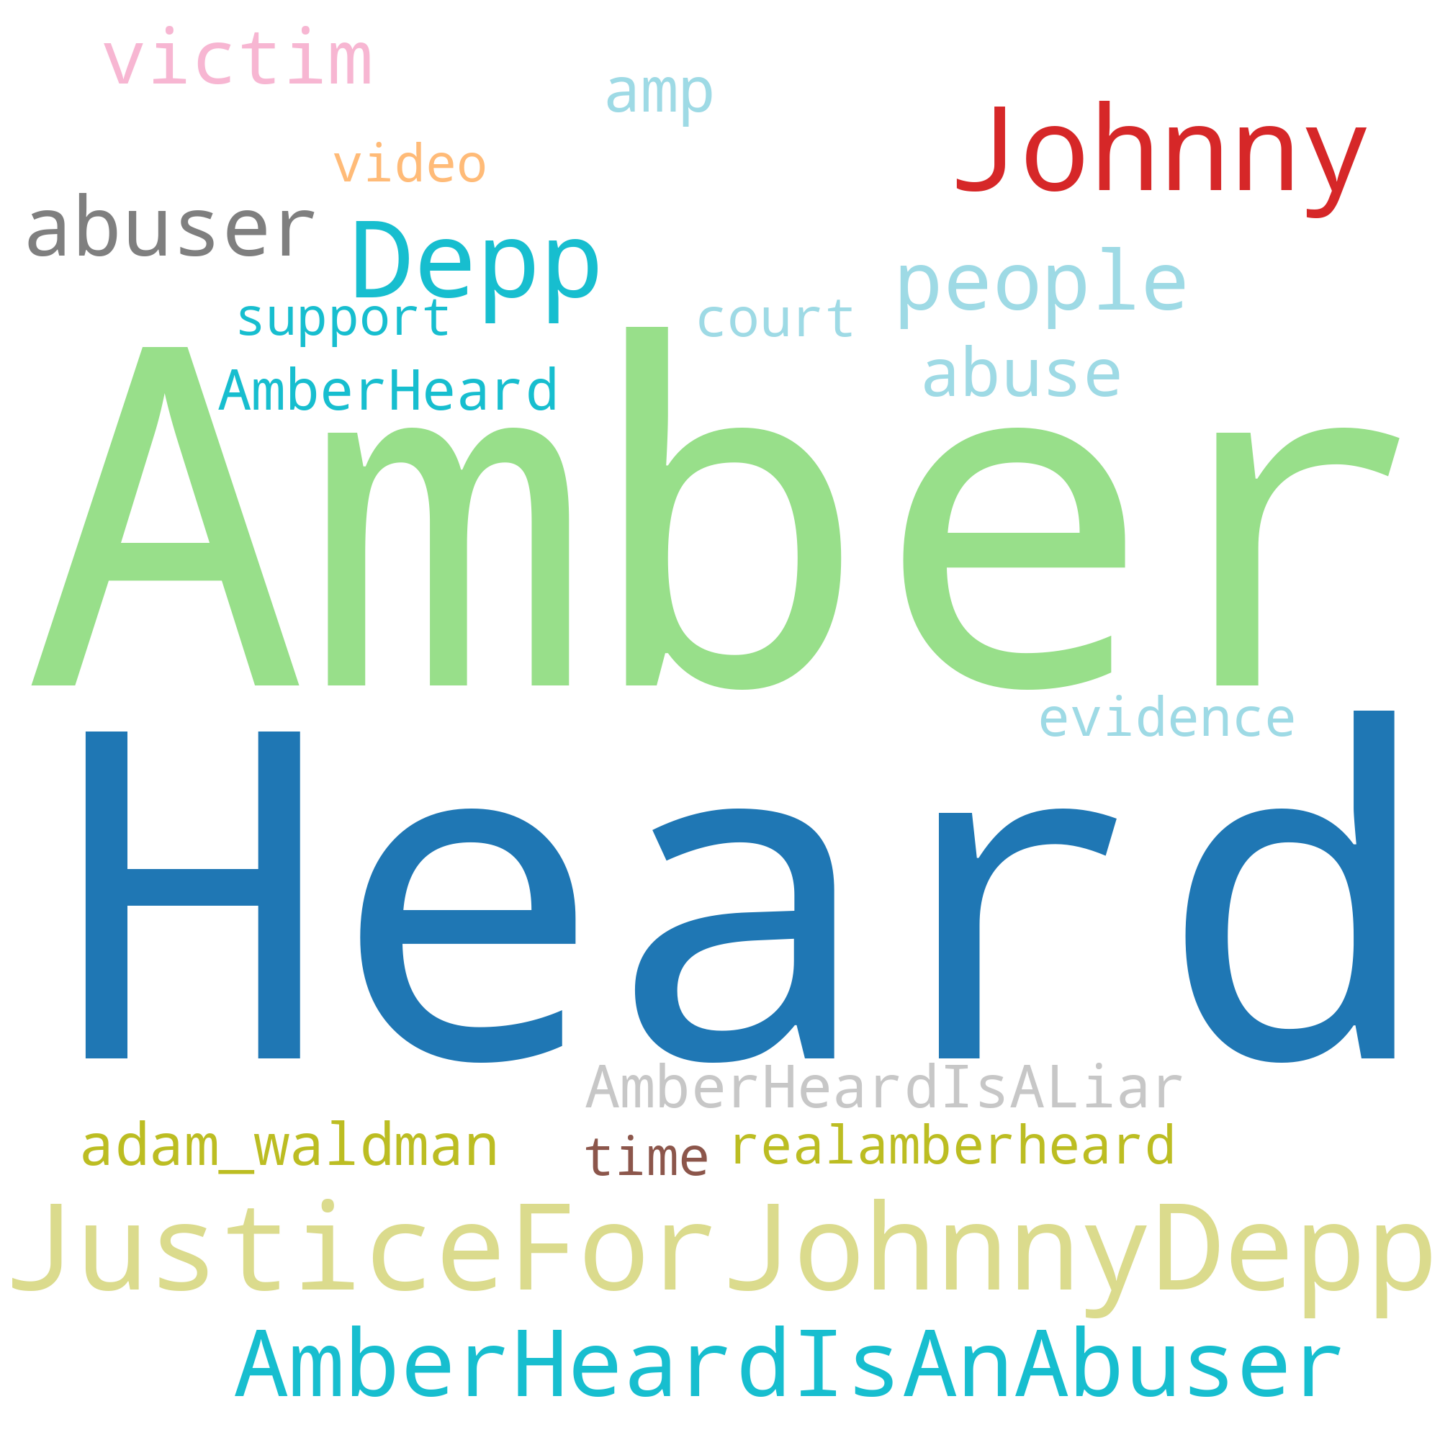 victim
amp
Johnny
video
abuser
Depp
people
support
court
abuse
AmberHeard
Amber
evidence
Heard
AmberHeardIsALiar
adam_waldman
time
realamberheard
JusticeForJohnnyDepp
AmberHeardIsAnAbuser